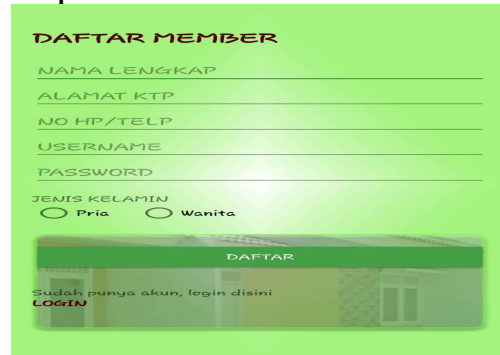 DAFTAR MEMBER
NAMA LENGKAP
ALAMAT KTP
NO HP/TELP
USERNAME
PASSWORD
JENIS KELAMIN
Pria Wanita
DAFTAR
Sudah punya akun, login disini
LOGIN